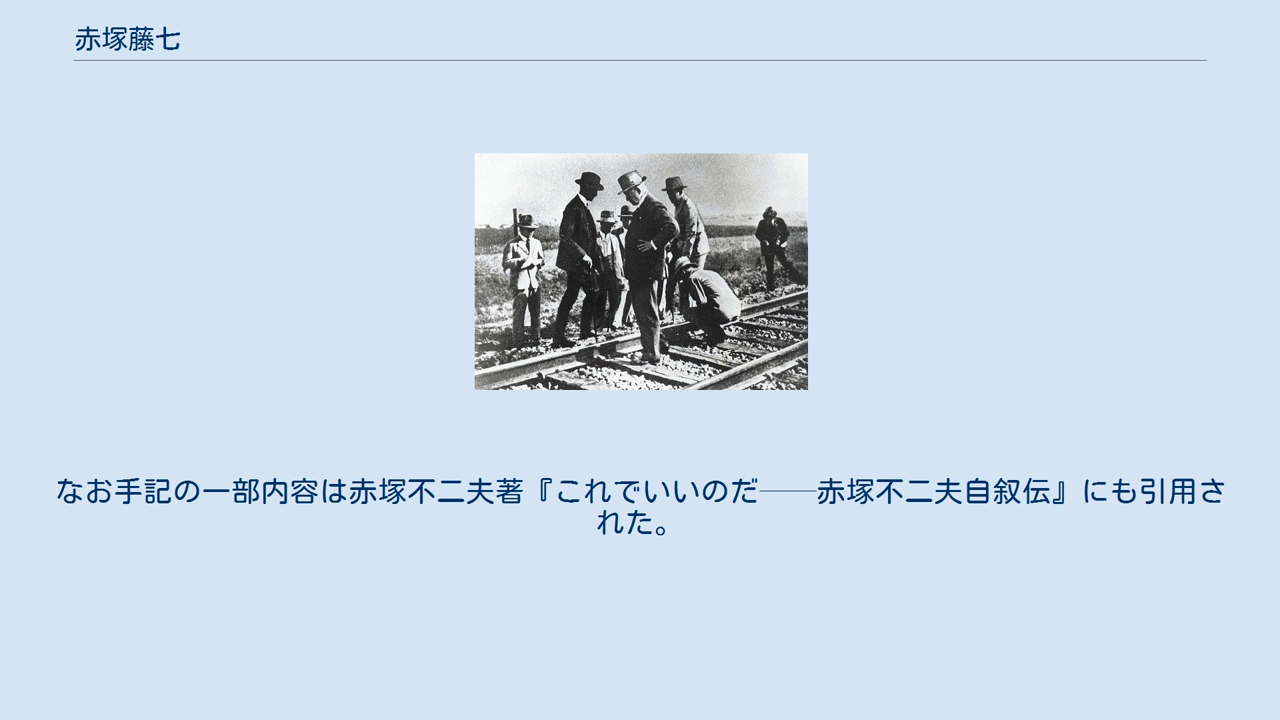 赤塚藤七
なお手記の一部内容は赤塚不二夫著『これでいいのだ──赤塚不二夫自叙伝』にも引用さ
れた。